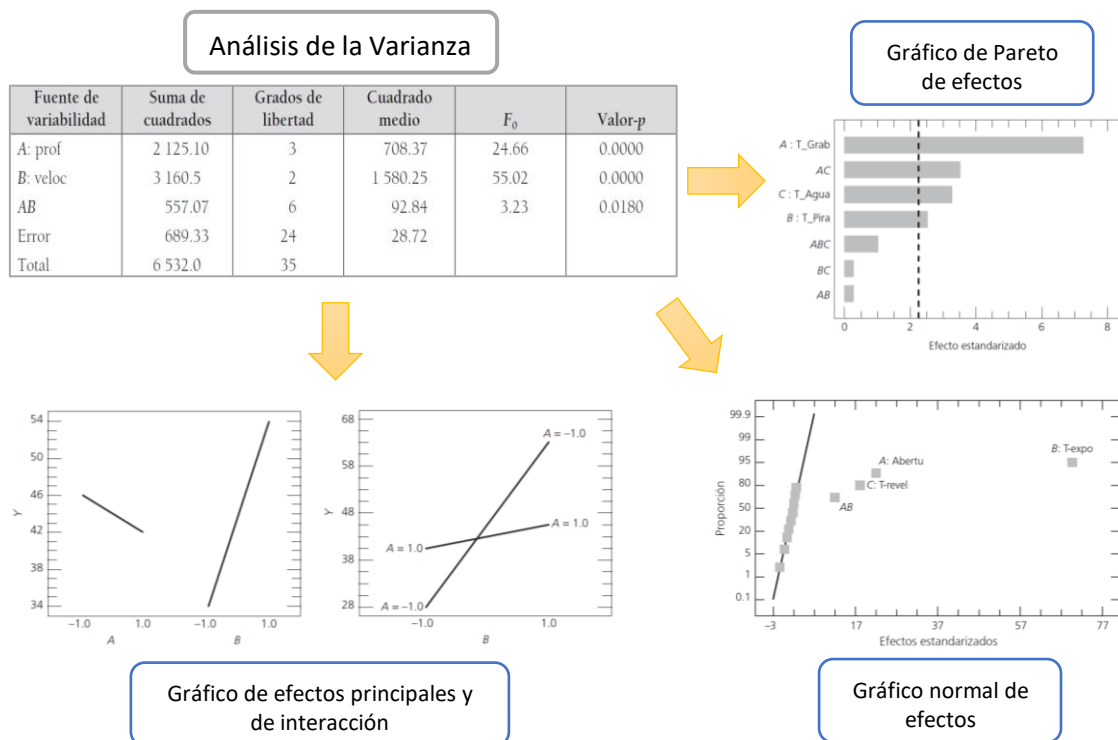 Análisis de la Varianza
Fuente de variabilidad Suma de cuadrados Grados de libertad Cuadrado medio F₀ Valor-p
A: prof 2 125.10 3 708.37 24.66 0.0000
B: veloc 3 160.5 2 1 580.25 55.02 0.0000
AB 557.07 6 92.84 3.23 0.0180
Error 689.33 24 28.72
Total 6 532.0 35
Gráfico de Pareto
de efectos
A : T_Grab
AC
C : T_Agua
B : T_Pira
ABC
BC
AB
0 2 4 6 8
Efecto estandarizado
54
50
46
42
38
34
Y
−1.0 1.0 −1.0 1.0
A B
68
58
48
38
28
Y
A = −1.0
A = 1.0
A = 1.0
A = −1.0
−1.0 1.0
B
Gráfico de efectos principales y
de interacción
99.9
99
95
80
50
20
5
1
0.1
Proporción
B: T-expo
A: Abertu
C: T-revel
AB
−3 17 37 57 77
Efectos estandarizados
Gráfico normal de
efectos